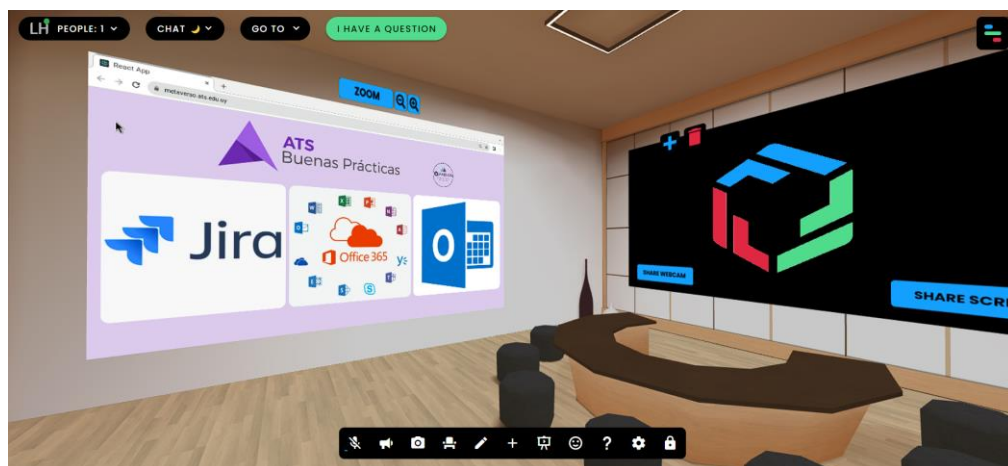 LH PEOPLE: 1
CHAT
GO TO
I HAVE A QUESTION
React App
metaverso.ats.edu.uy
ZOOM
ATS
Buenas Prácticas
Jira
Office 365
SHARE WEBCAM
SHARE SCRE